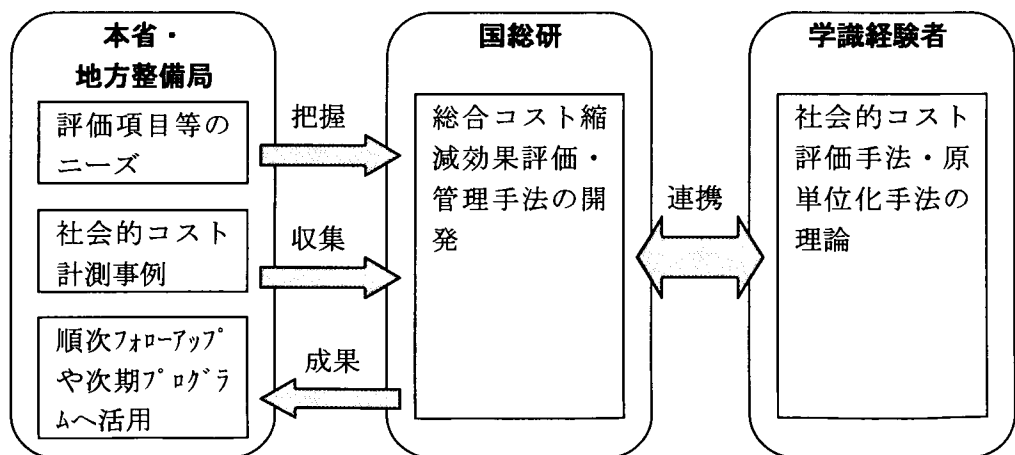 本省・
地方整備局
評価項目等の
ニーズ
社会的コスト
計測事例
順次ﾌｫﾛｰｱｯﾌﾟ
や次期ﾌﾟﾛｸﾞﾗ
ﾑへ活用
把握
収集
成果
国総研
総合コスト縮
減効果評価・
管理手法の開
発
連携
学識経験者
社会的コスト
評価手法・原
単位化手法の
理論